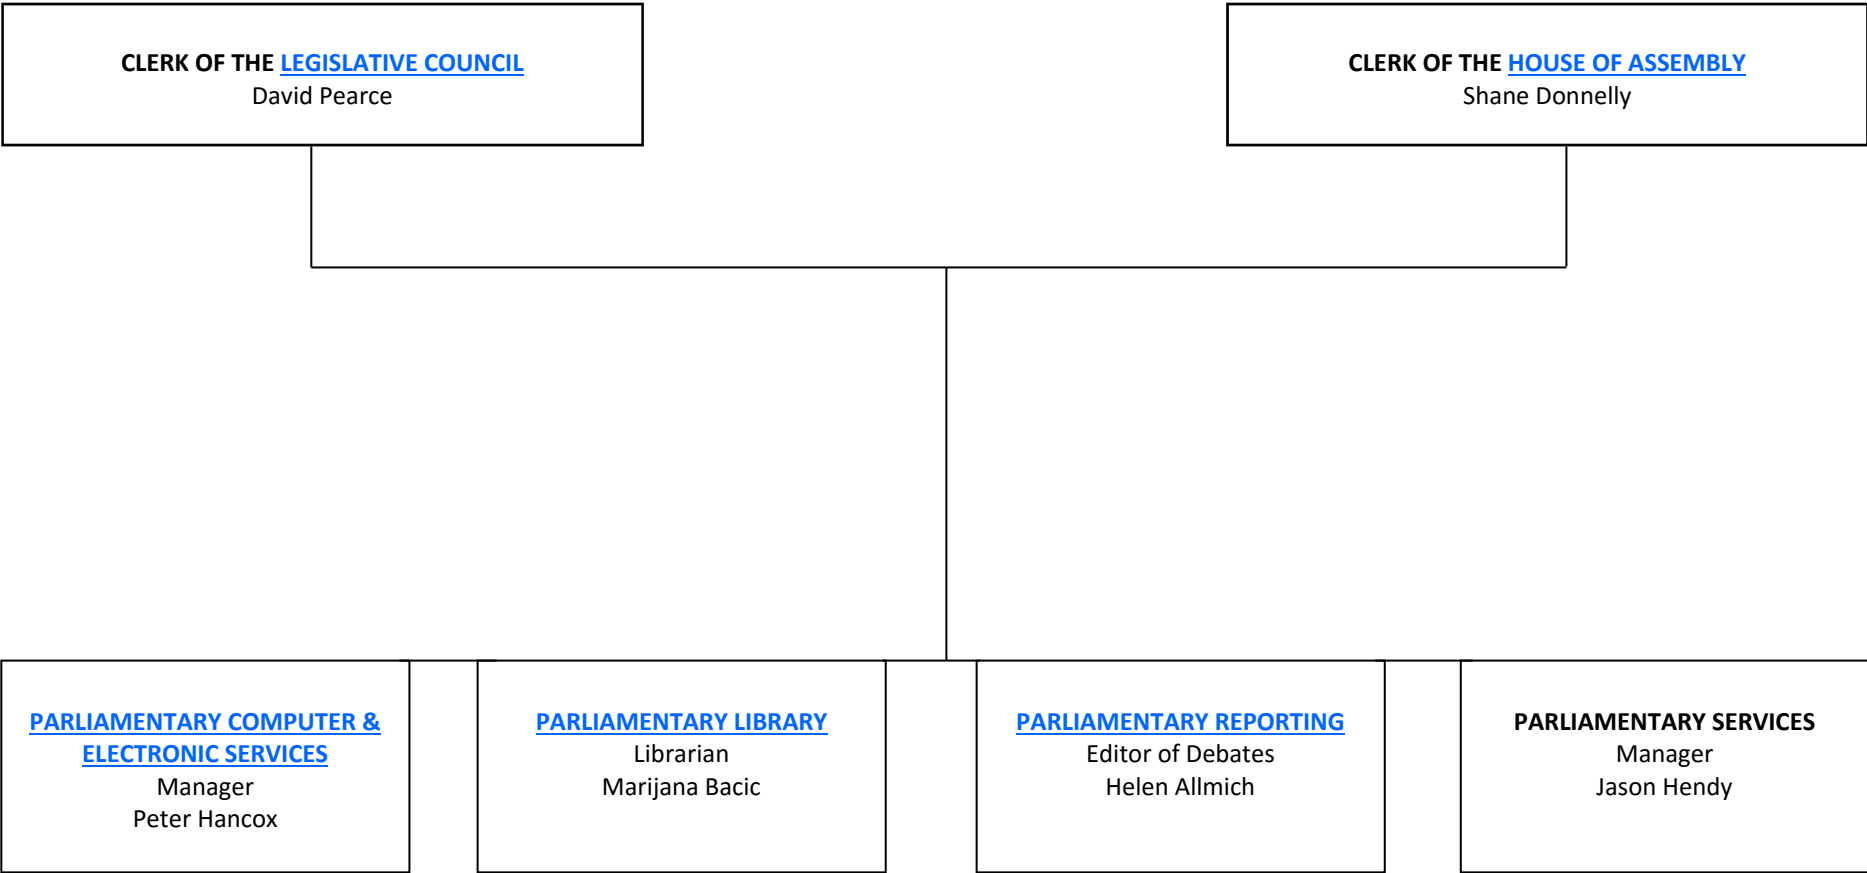 CLERK OF THE LEGISLATIVE COUNCIL
David Pearce
CLERK OF THE HOUSE OF ASSEMBLY
Shane Donnelly
PARLIAMENTARY COMPUTER &
ELECTRONIC SERVICES
Manager
Peter Hancox
PARLIAMENTARY LIBRARY
Librarian
Marijana Bacic
PARLIAMENTARY REPORTING
Editor of Debates
Helen Allmich
PARLIAMENTARY SERVICES
Manager
Jason Hendy